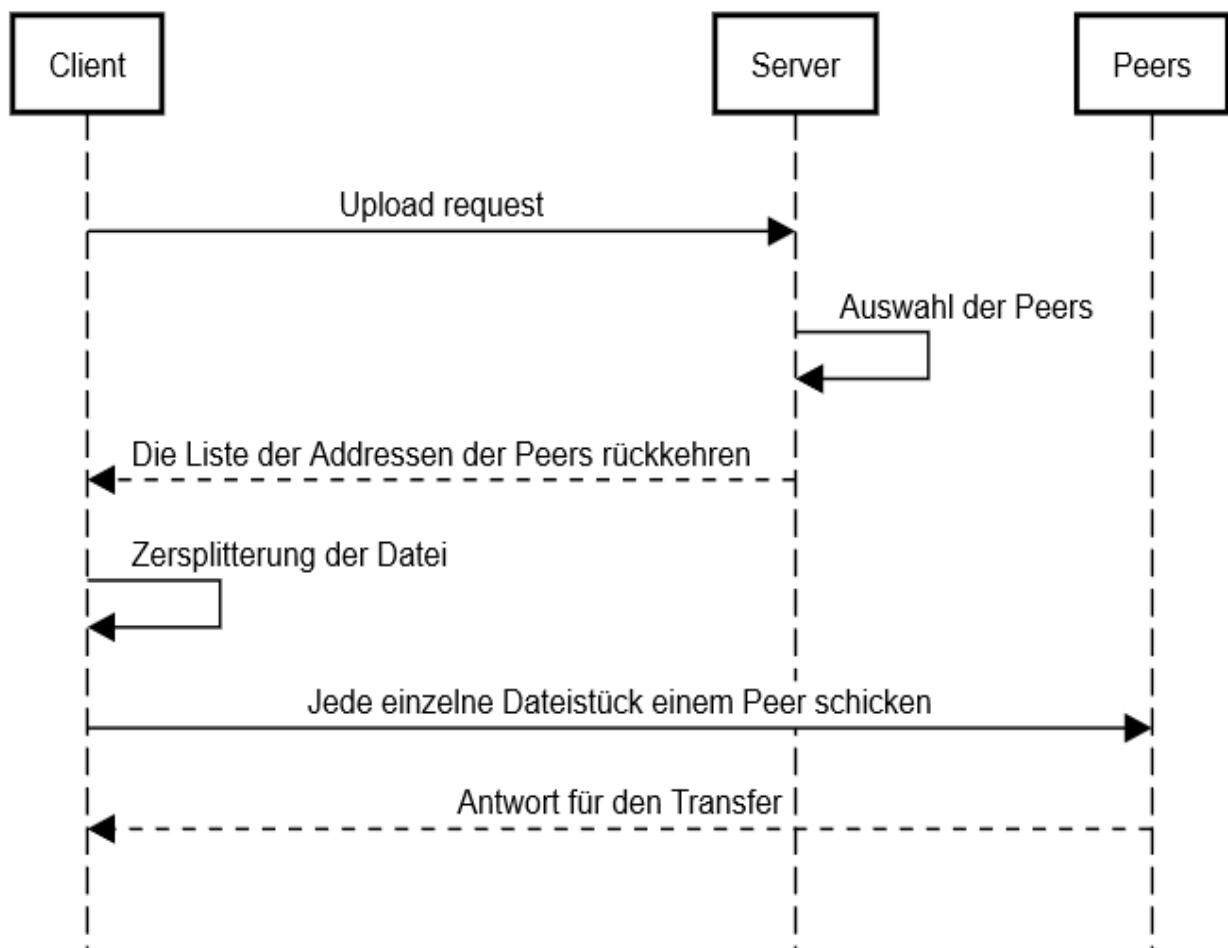 Client
Server
Peers
Upload request
Auswahl der Peers
Die Liste der Addressen der Peers rückkehren
Zersplitterung der Datei
Jede einzelne Dateistück einem Peer schicken
Antwort für den Transfer